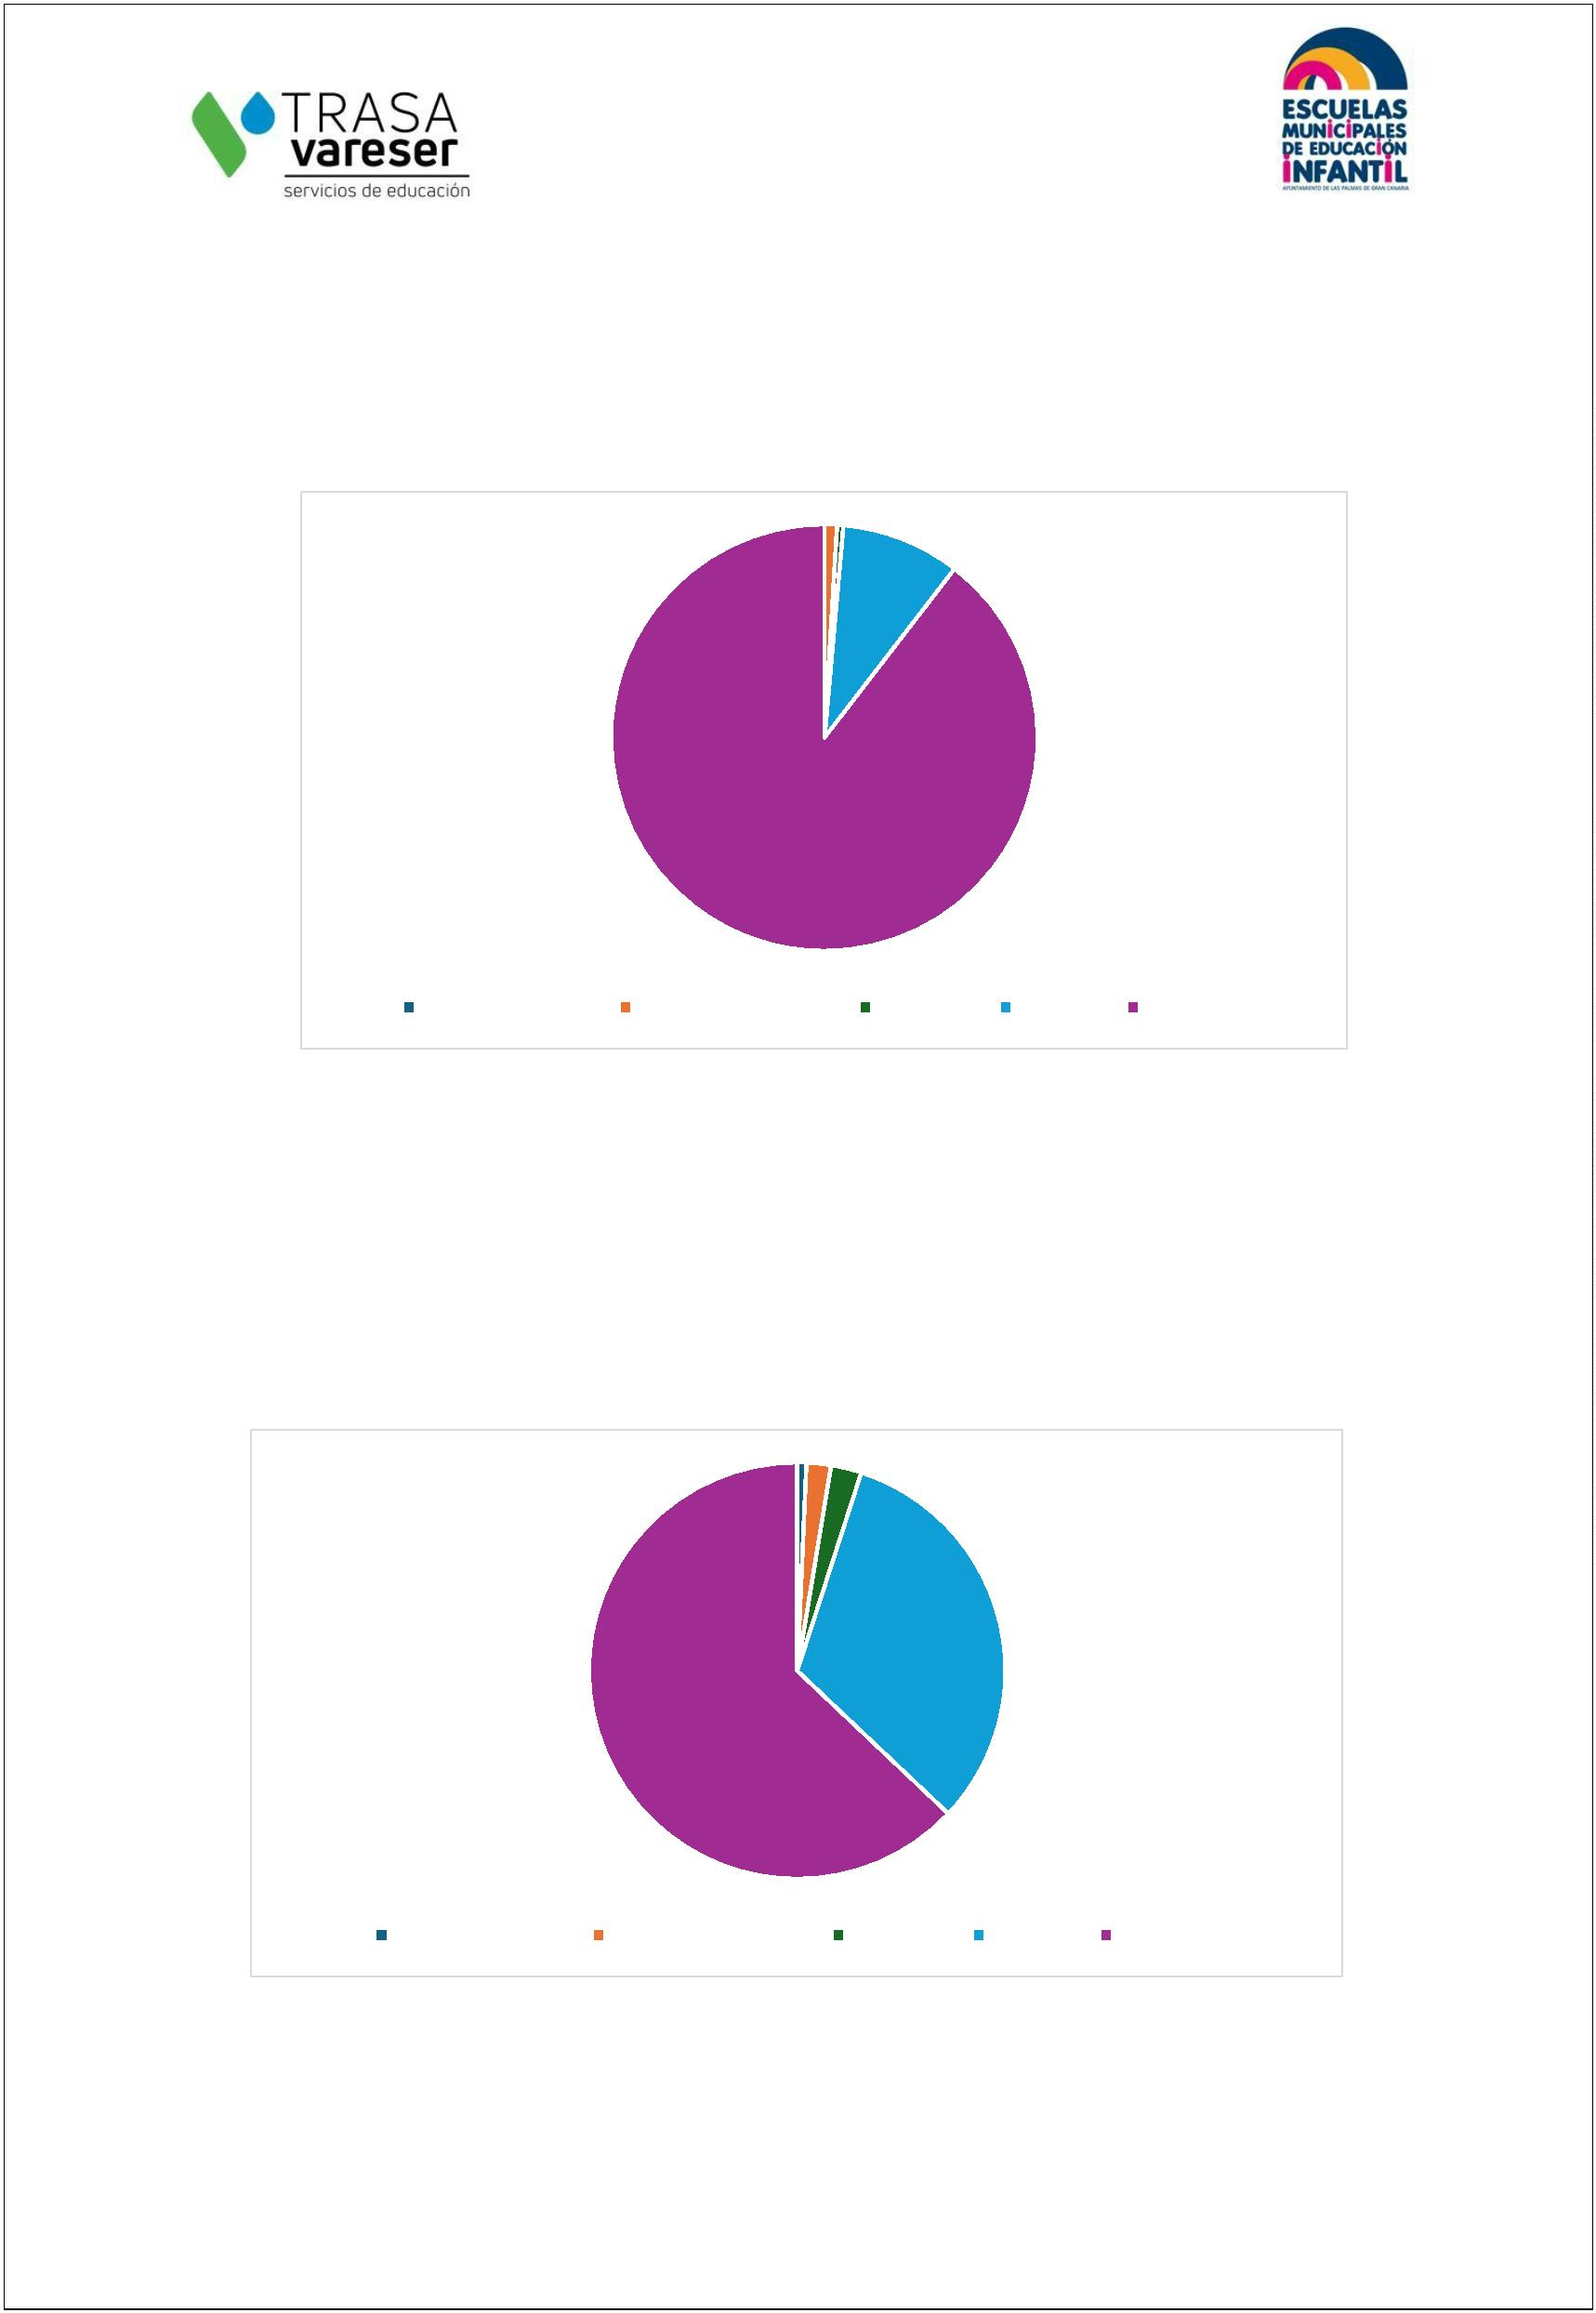 TRASA
vareser
servicios de educación
ESCUELAS
MUNICIPALES
DE EDUCACIÓN
INFANTIL
AYUNTAMIENTO DE LAS PALMAS DE GRAN CANARIA